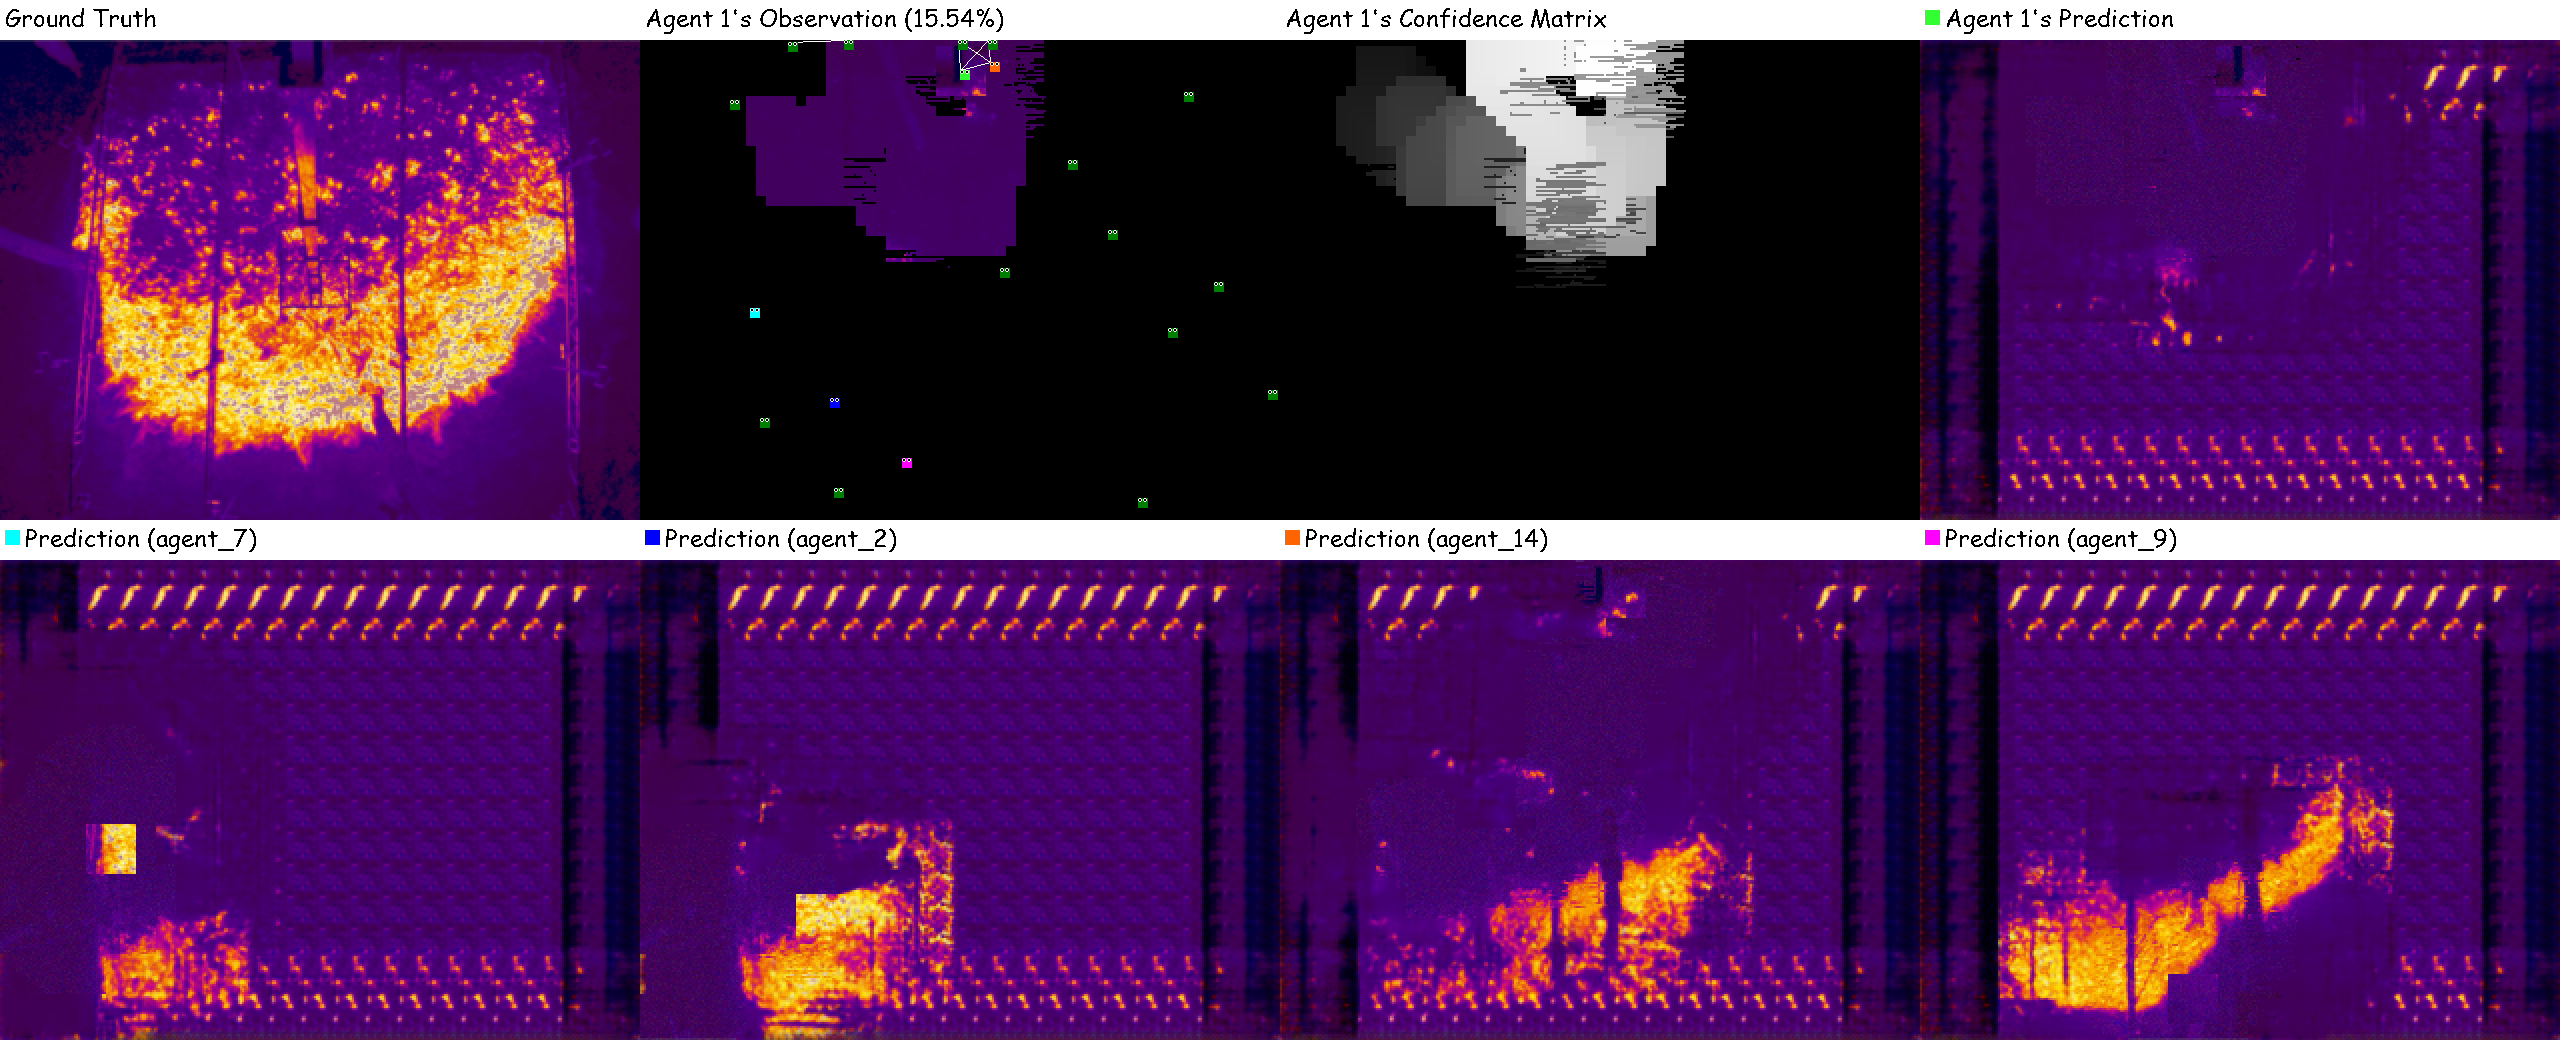 Ground Truth
Agent 1's Observation (15.54%)
Agent 1's Confidence Matrix
Agent 1's Prediction
Prediction (agent_7)
Prediction (agent_2)
Prediction (agent_14)
Prediction (agent_9)